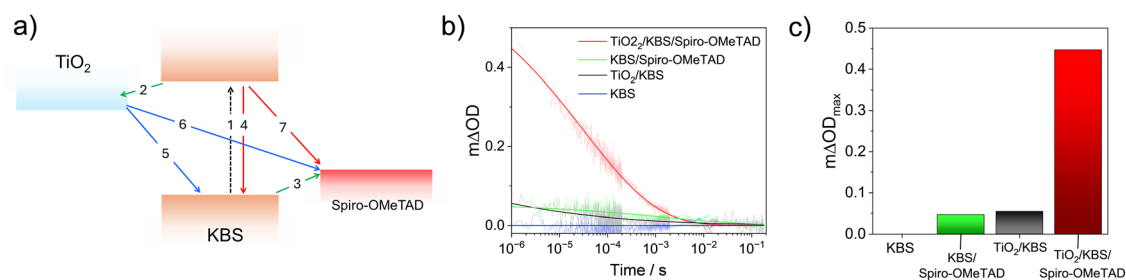 a)
TiO₂
2
1
4
7
6
5
3
Spiro-OMeTAD
KBS
b)
TiO2₂/KBS/Spiro-OMeTAD
KBS/Spiro-OMeTAD
TiO₂/KBS
KBS
0.4
0.2
0.0
m∆OD
10⁻⁶ 10⁻⁵ 10⁻⁴ 10⁻³ 10⁻² 10⁻¹
Time / s
c)
0.5
0.4
0.3
0.2
0.1
0.0
m∆ODmax
KBS
KBS/
Spiro-OMeTAD
TiO₂/KBS
TiO₂/KBS/
Spiro-OMeTAD